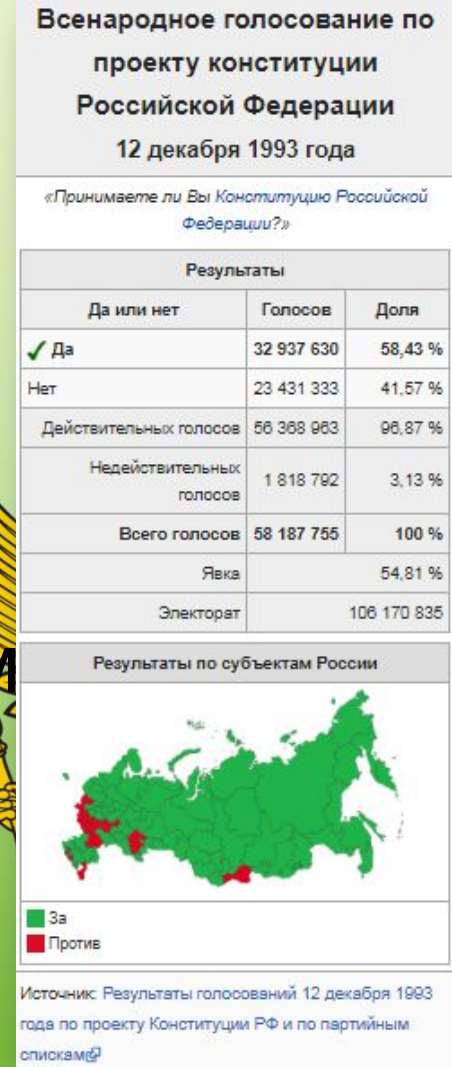 Всенародное голосование по
проекту конституции
Российской Федерации
12 декабря 1993 года
«Принимаете ли Вы Конституцию Российской
Федерации?»
Результаты
Да или нет Голосов Доля
✓ Да 32 937 630 58,43 %
Нет 23 431 333 41,57 %
Действительных голосов 56 368 963 96,87 %
Недействительных
голосов 1 818 792 3,13 %
Всего голосов 58 187 755 100 %
Явка 54,81 %
Электорат 106 170 835
Результаты по субъектам России
За
Против
Источник: Результаты голосований 12 декабря 1993
года по проекту Конституции РФ и по партийным
спискам